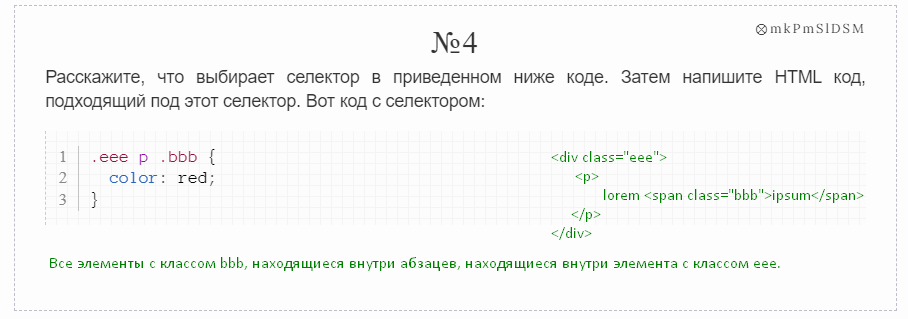 ⊗mkPmSlDSM
№4
Расскажите, что выбирает селектор в приведенном ниже коде. Затем напишите HTML код,
подходящий под этот селектор. Вот код с селектором:
1 .eee p .bbb {
2 color: red;
3 }
<div class="eee">
<p>
lorem <span class="bbb">ipsum</span>
</p>
</div>
Все элементы с классом bbb, находящиеся внутри абзацев, находящиеся внутри элемента с классом eee.